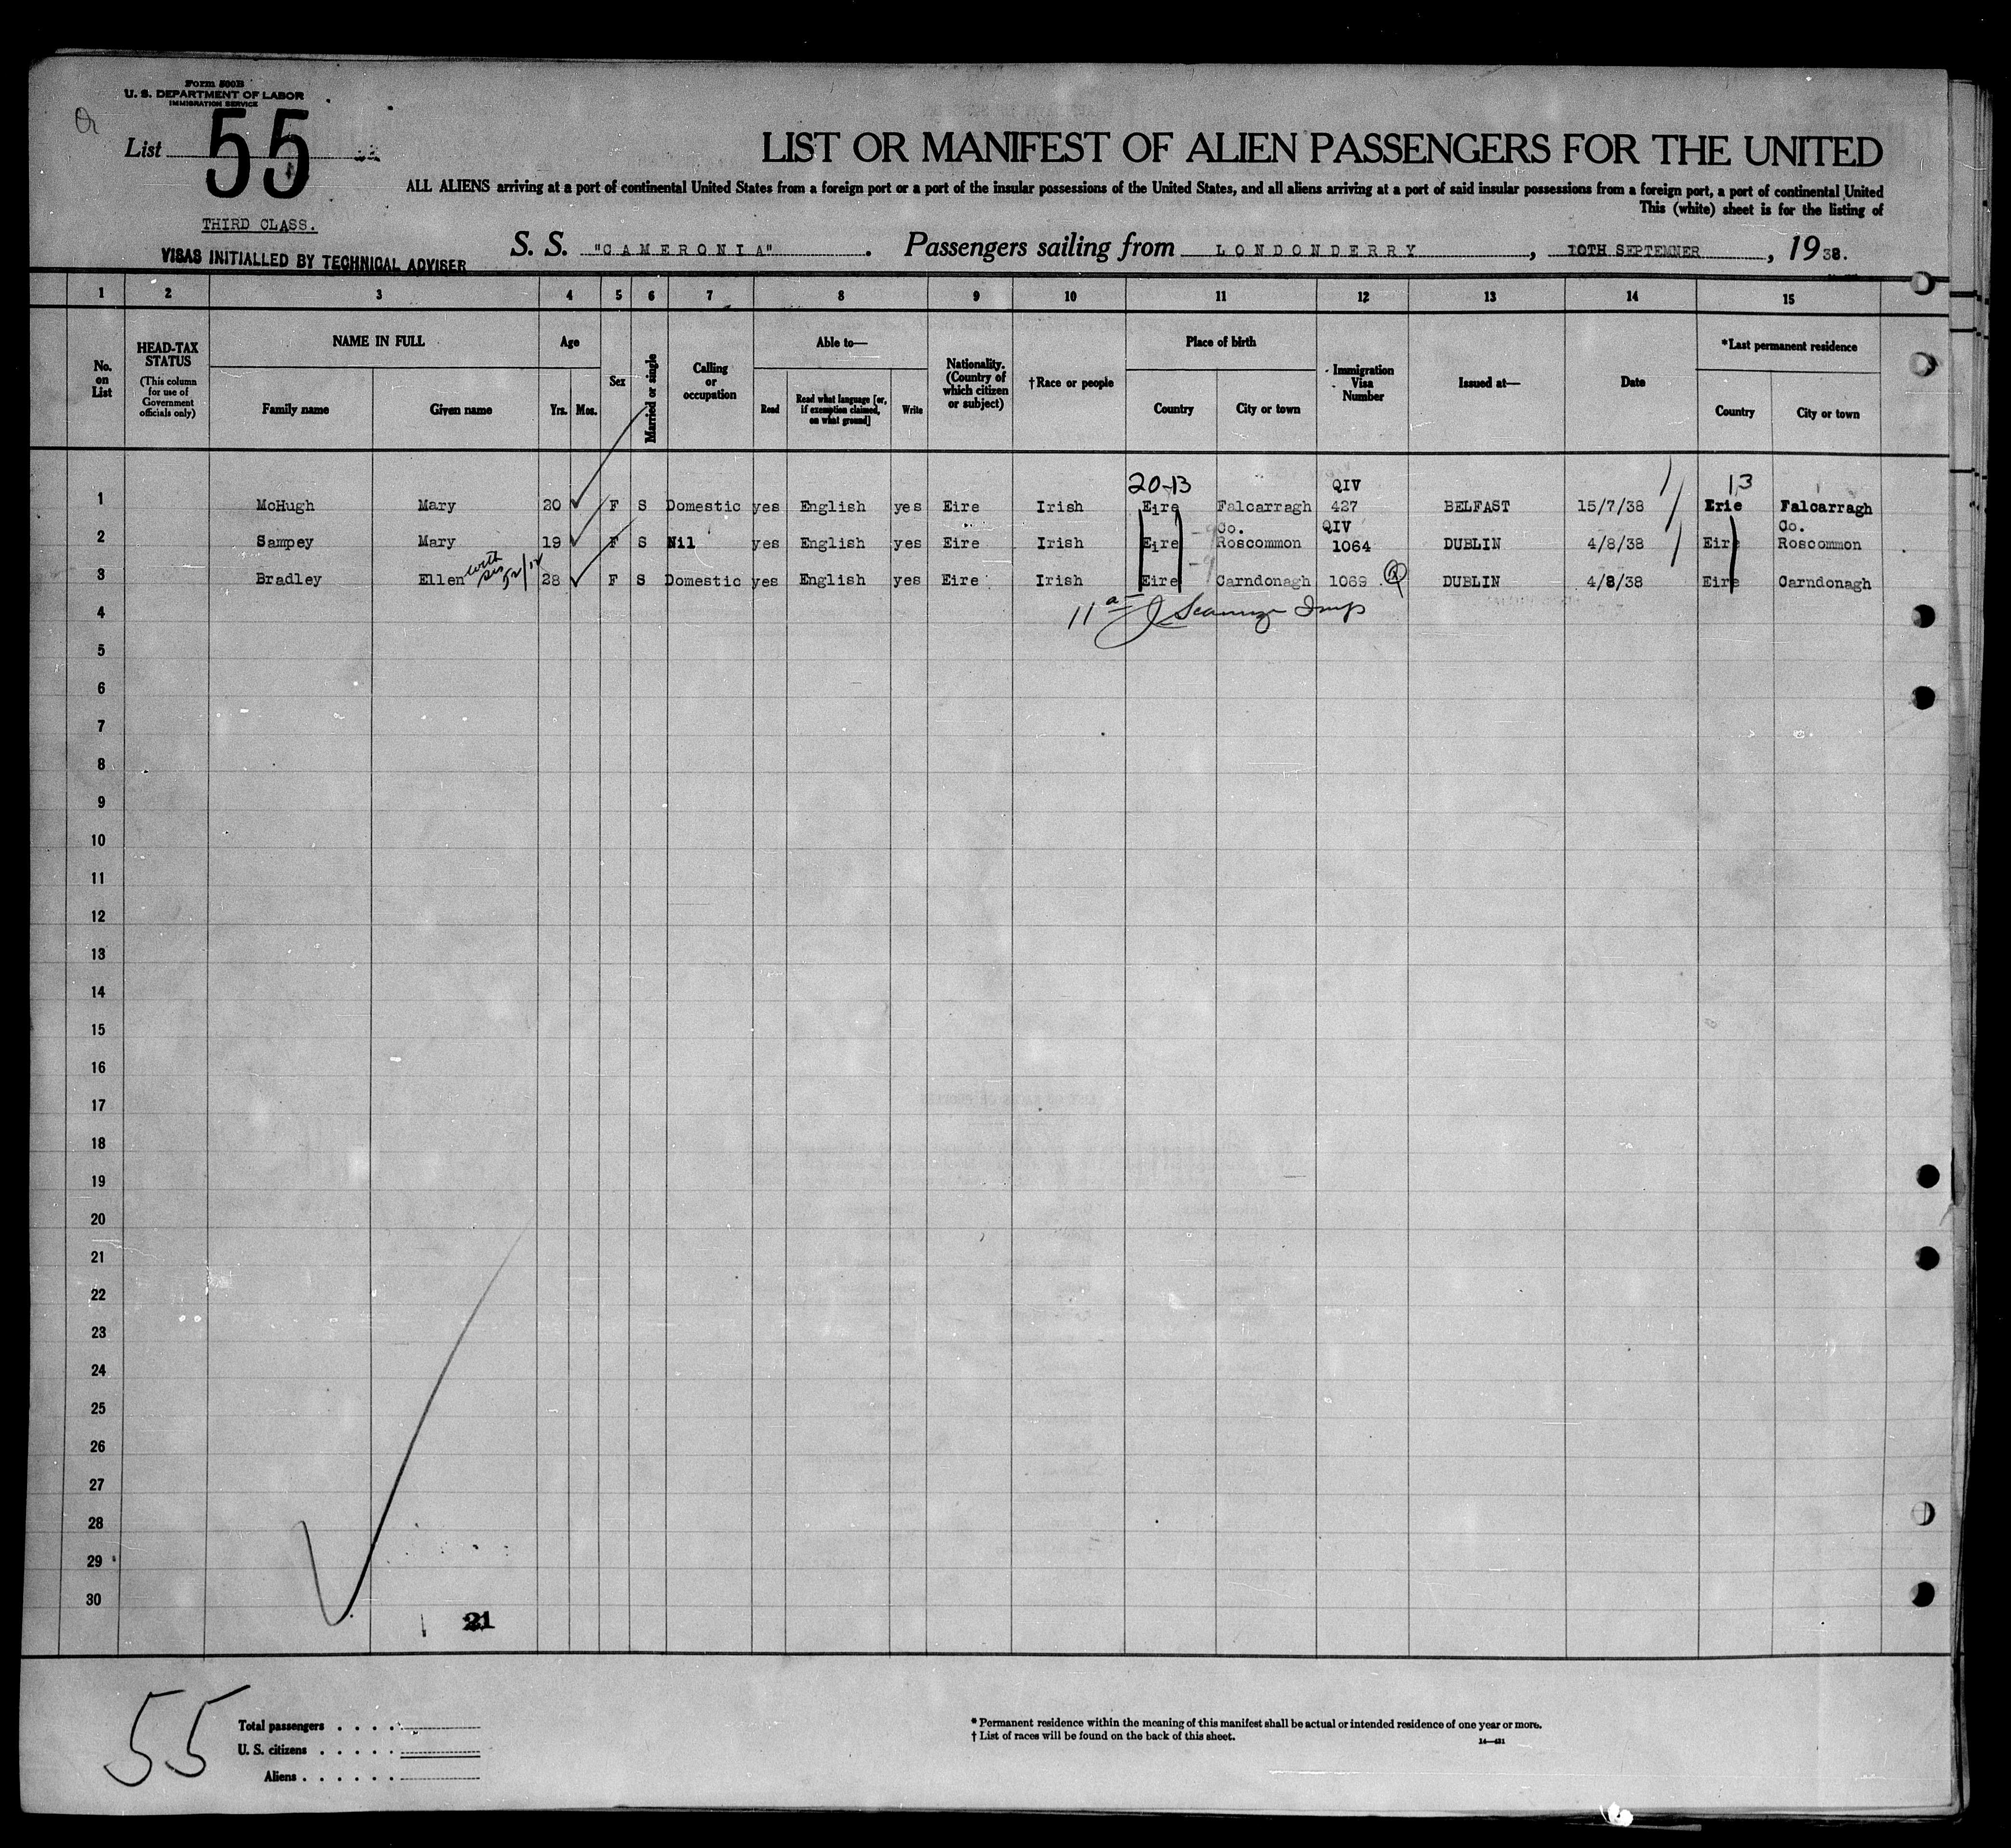 Form 500B
U. S. DEPARTMENT OF LABOR
IMMIGRATION SERVICE
List 55
LIST OR MANIFEST OF ALIEN PASSENGERS FOR THE UNITED
ALL ALIENS arriving at a port of continental United States from a foreign port or a port of the insular possessions of the United States, and all aliens arriving at a port of said insular possessions from a foreign port, a port of continental United
This (white) sheet is for the listing of
THIRD CLASS.
VISAS INITIALLED BY TECHNICAL ADVISER
S. S. "CAMERONIA" . Passengers sailing from LONDONDERRY , 10TH SEPTEMNER , 1938.
1 2 3 4 5 6 7 8 9 10 11 12 13 14 15
No. on List
HEAD-TAX STATUS
(This column for use of Government officials only)
NAME IN FULL
Family name Given name
Age
Yrs. Mos.
Sex
Married or single
Calling or occupation
Able to—
Read Read what language [or, if exemption claimed, on what ground] Write
Nationality. (Country of which citizen or subject)
†Race or people
Place of birth
Country City or town
Immigration Visa Number
Issued at—
Date
*Last permanent residence
Country City or town
20-13 QIV 13
1 McHugh Mary 20 F S Domestic yes English yes Eire Irish Eire Falcarragh 427 BELFAST 15/7/38 Erie Falcarragh
Co. QIV Co.
2 Sampey Mary 19 F S Nil yes English yes Eire Irish Eire Roscommon 1064 DUBLIN 4/8/38 Eire Roscommon
with
3 Bradley Ellen 28 F S Domestic yes English yes Eire Irish Eire Carndonagh 1069 DUBLIN 4/8/38 Eire Carndonagh
4
5
6
7
8
9
10
11
12
13
14
15
16
17
18
19
20
21
22
23
24
25
26
27
28
29
30
21
55
Total passengers . . . .
U. S. citizens . . . . .
Aliens . . . . . .
* Permanent residence within the meaning of this manifest shall be actual or intended residence of one year or more.
† List of races will be found on the back of this sheet.